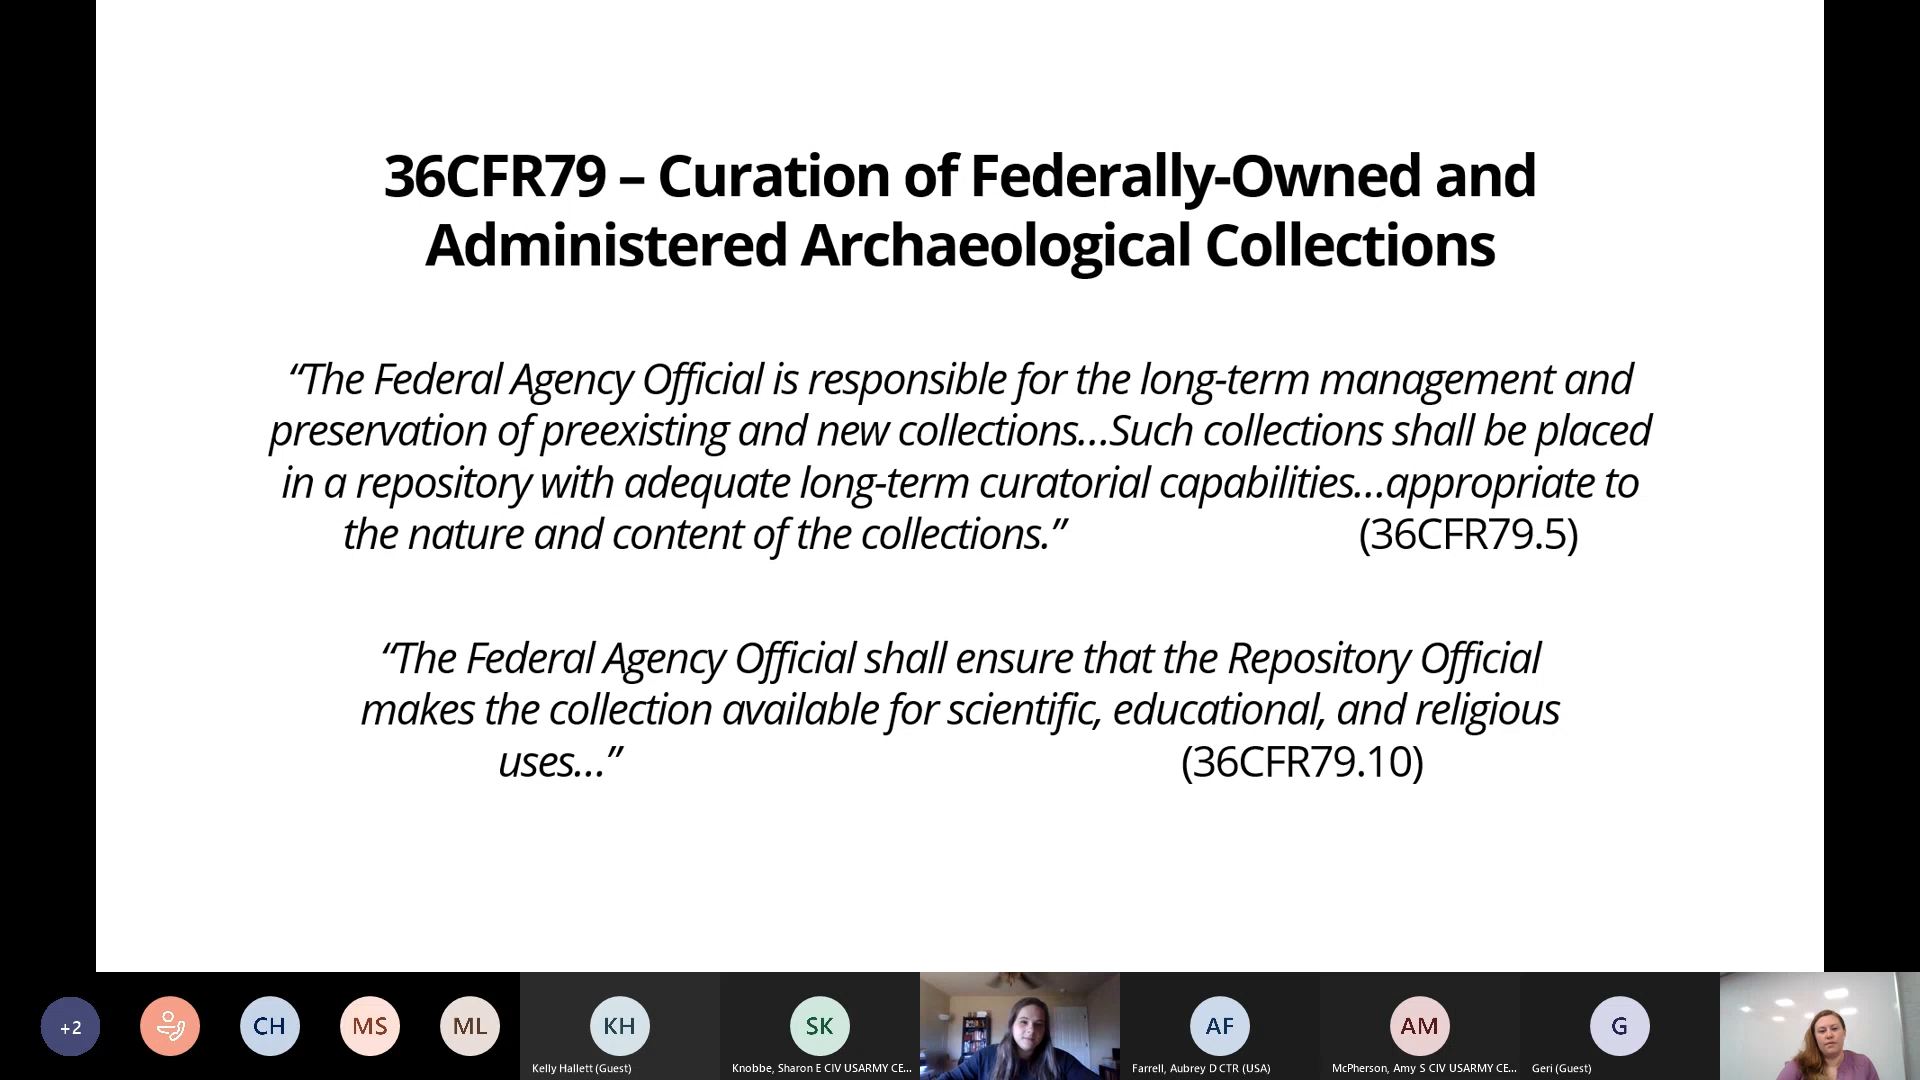 36CFR79 – Curation of Federally-Owned and
Administered Archaeological Collections
“The Federal Agency Official is responsible for the long-term management and
preservation of preexisting and new collections…Such collections shall be placed
in a repository with adequate long-term curatorial capabilities…appropriate to
the nature and content of the collections.” (36CFR79.5)
“The Federal Agency Official shall ensure that the Repository Official
makes the collection available for scientific, educational, and religious
uses…” (36CFR79.10)
+2
CH
MS
ML
KH
Kelly Hallett (Guest)
SK
Knobbe, Sharon E CIV USARMY CE...
AF
Farrell, Aubrey D CTR (USA)
AM
McPherson, Amy S CIV USARMY CE...
G
Geri (Guest)